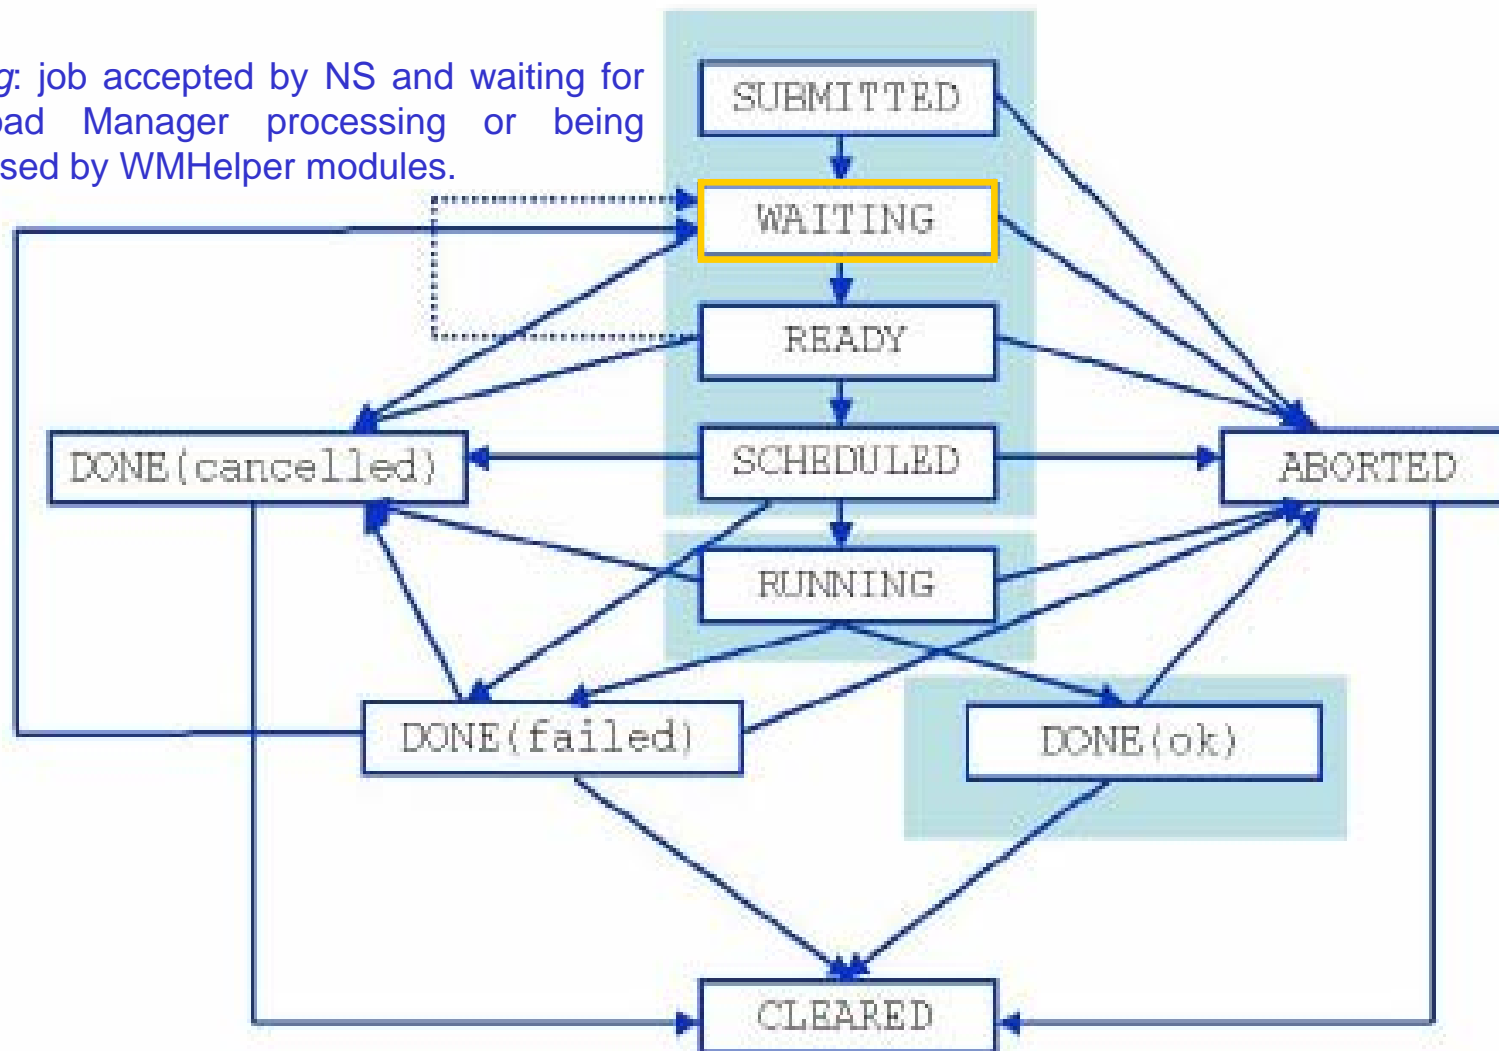 g: job accepted by NS and waiting for
oad Manager processing or being
sed by WMHelper modules.
SUBMITTED
WAITING
READY
SCHEDULED
DONE(cancelled)
ABORTED
RUNNING
DONE(failed)
DONE(ok)
CLEARED